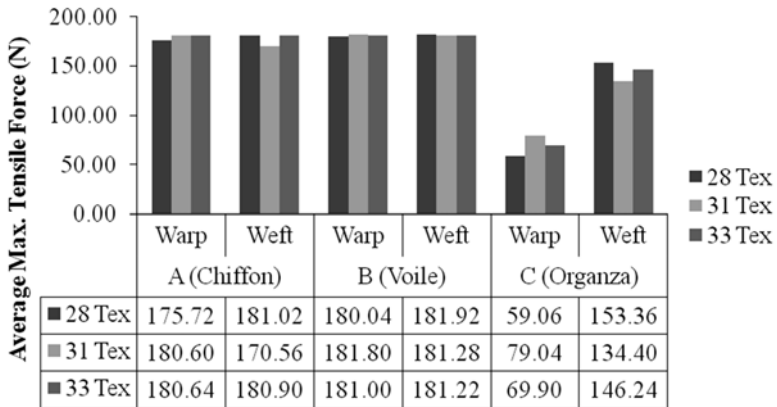 Average Max. Tensile Force (N)
200.00
150.00
100.00
50.00
0.00
Warp Weft Warp Weft Warp Weft
A (Chiffon) B (Voile) C (Organza)
28 Tex 175.72 181.02 180.04 181.92 59.06 153.36
31 Tex 180.60 170.56 181.80 181.28 79.04 134.40
33 Tex 180.64 180.90 181.00 181.22 69.90 146.24
28 Tex
31 Tex
33 Tex